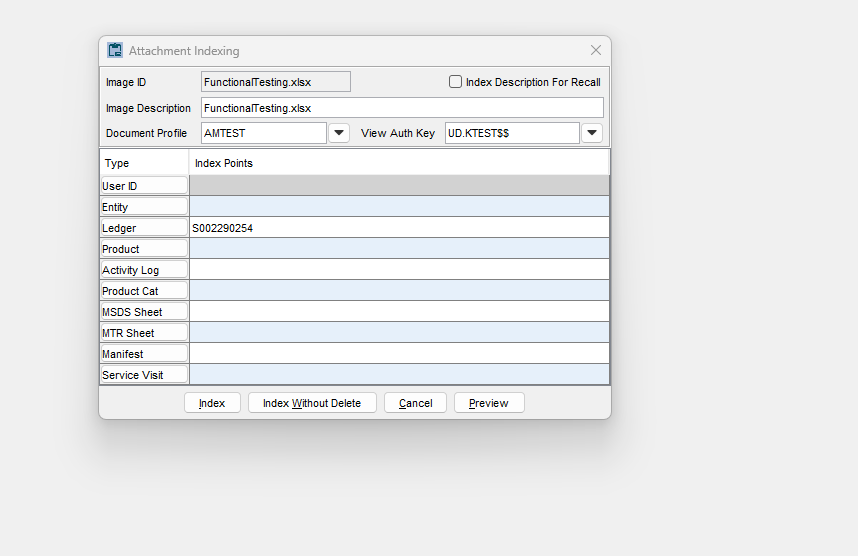 Attachment Indexing
Image ID FunctionalTesting.xlsx Index Description For Recall
Image Description FunctionalTesting.xlsx
Document Profile AMTEST View Auth Key UD.KTEST$$
Type Index Points
User ID
Entity
Ledger S002290254
Product
Activity Log
Product Cat
MSDS Sheet
MTR Sheet
Manifest
Service Visit
Index Index Without Delete Cancel Preview